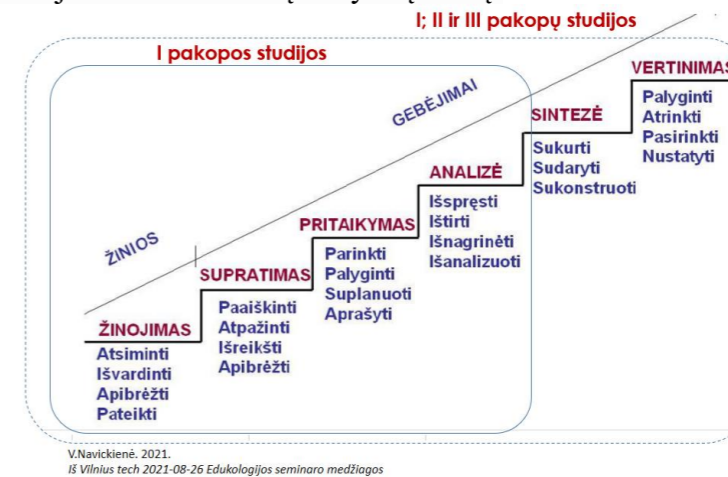 I; II ir III pakopų studijos
I pakopos studijos
VERTINIMAS
Palyginti
Atrinkti
Pasirinkti
Nustatyti
GEBĖJIMAI
SINTEZĖ
Sukurti
Sudaryti
Sukonstruoti
ANALIZĖ
Išspręsti
Ištirti
Išnagrinėti
Išanalizuoti
PRITAIKYMAS
Parinkti
Palyginti
Suplanuoti
Aprašyti
ŽINIOS
SUPRATIMAS
Paaiškinti
Atpažinti
Išreikšti
Apibrėžti
ŽINOJIMAS
Atsiminti
Išvardinti
Apibrėžti
Pateikti
V.Navickienė. 2021.
Iš Vilnius tech 2021-08-26 Edukologijos seminaro medžiagos